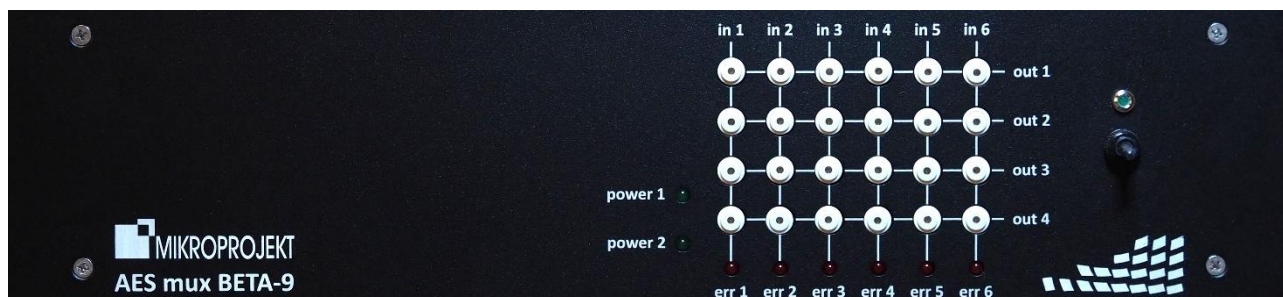 in 1 in 2 in 3 in 4 in 5 in 6
out 1
out 2
out 3
out 4
power 1
power 2
MIKROPROJEKT
AES mux BETA-9
err 1 err 2 err 3 err 4 err 5 err 6